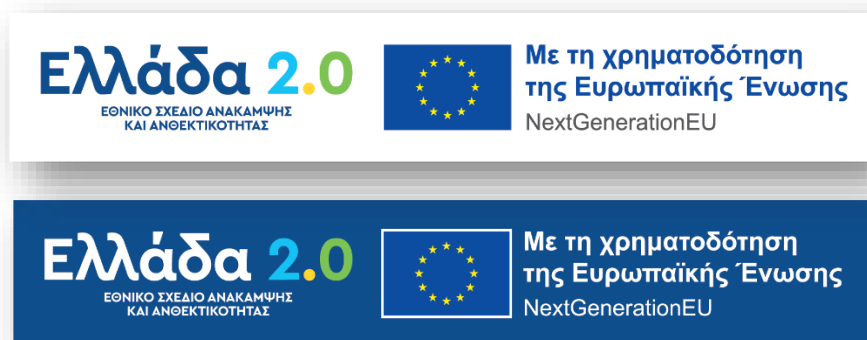 Ελλάδα 2.0
ΕΘΝΙΚΟ ΣΧΕΔΙΟ ΑΝΑΚΑΜΨΗΣ
ΚΑΙ ΑΝΘΕΚΤΙΚΟΤΗΤΑΣ
Με τη χρηματοδότηση
της Ευρωπαϊκής Ένωσης
NextGenerationEU
Ελλάδα 2.0
ΕΘΝΙΚΟ ΣΧΕΔΙΟ ΑΝΑΚΑΜΨΗΣ
ΚΑΙ ΑΝΘΕΚΤΙΚΟΤΗΤΑΣ
Με τη χρηματοδότηση
της Ευρωπαϊκής Ένωσης
NextGenerationEU